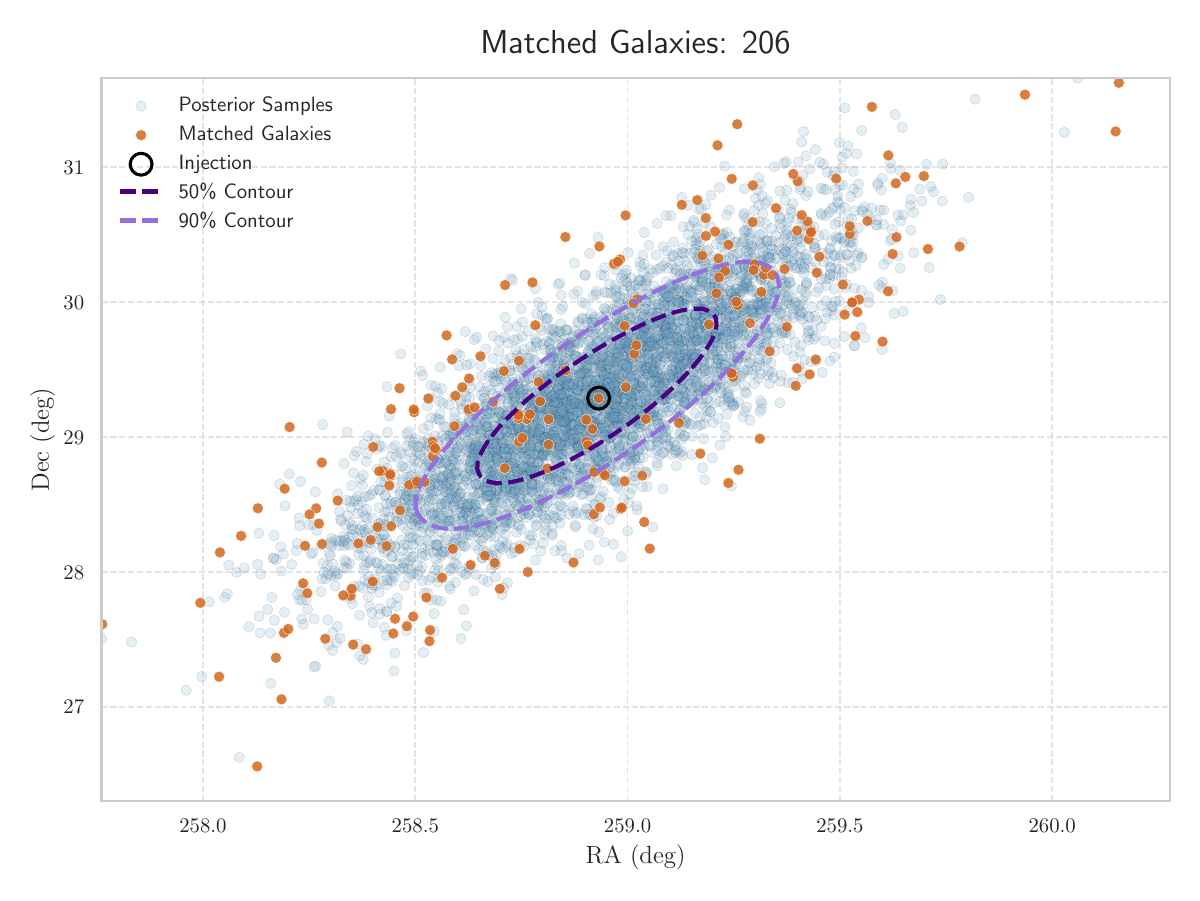 Matched Galaxies: 206
Posterior Samples
Matched Galaxies
Injection
50% Contour
90% Contour
31
30
29
28
27
Dec (deg)
258.0 258.5 259.0 259.5 260.0
RA (deg)